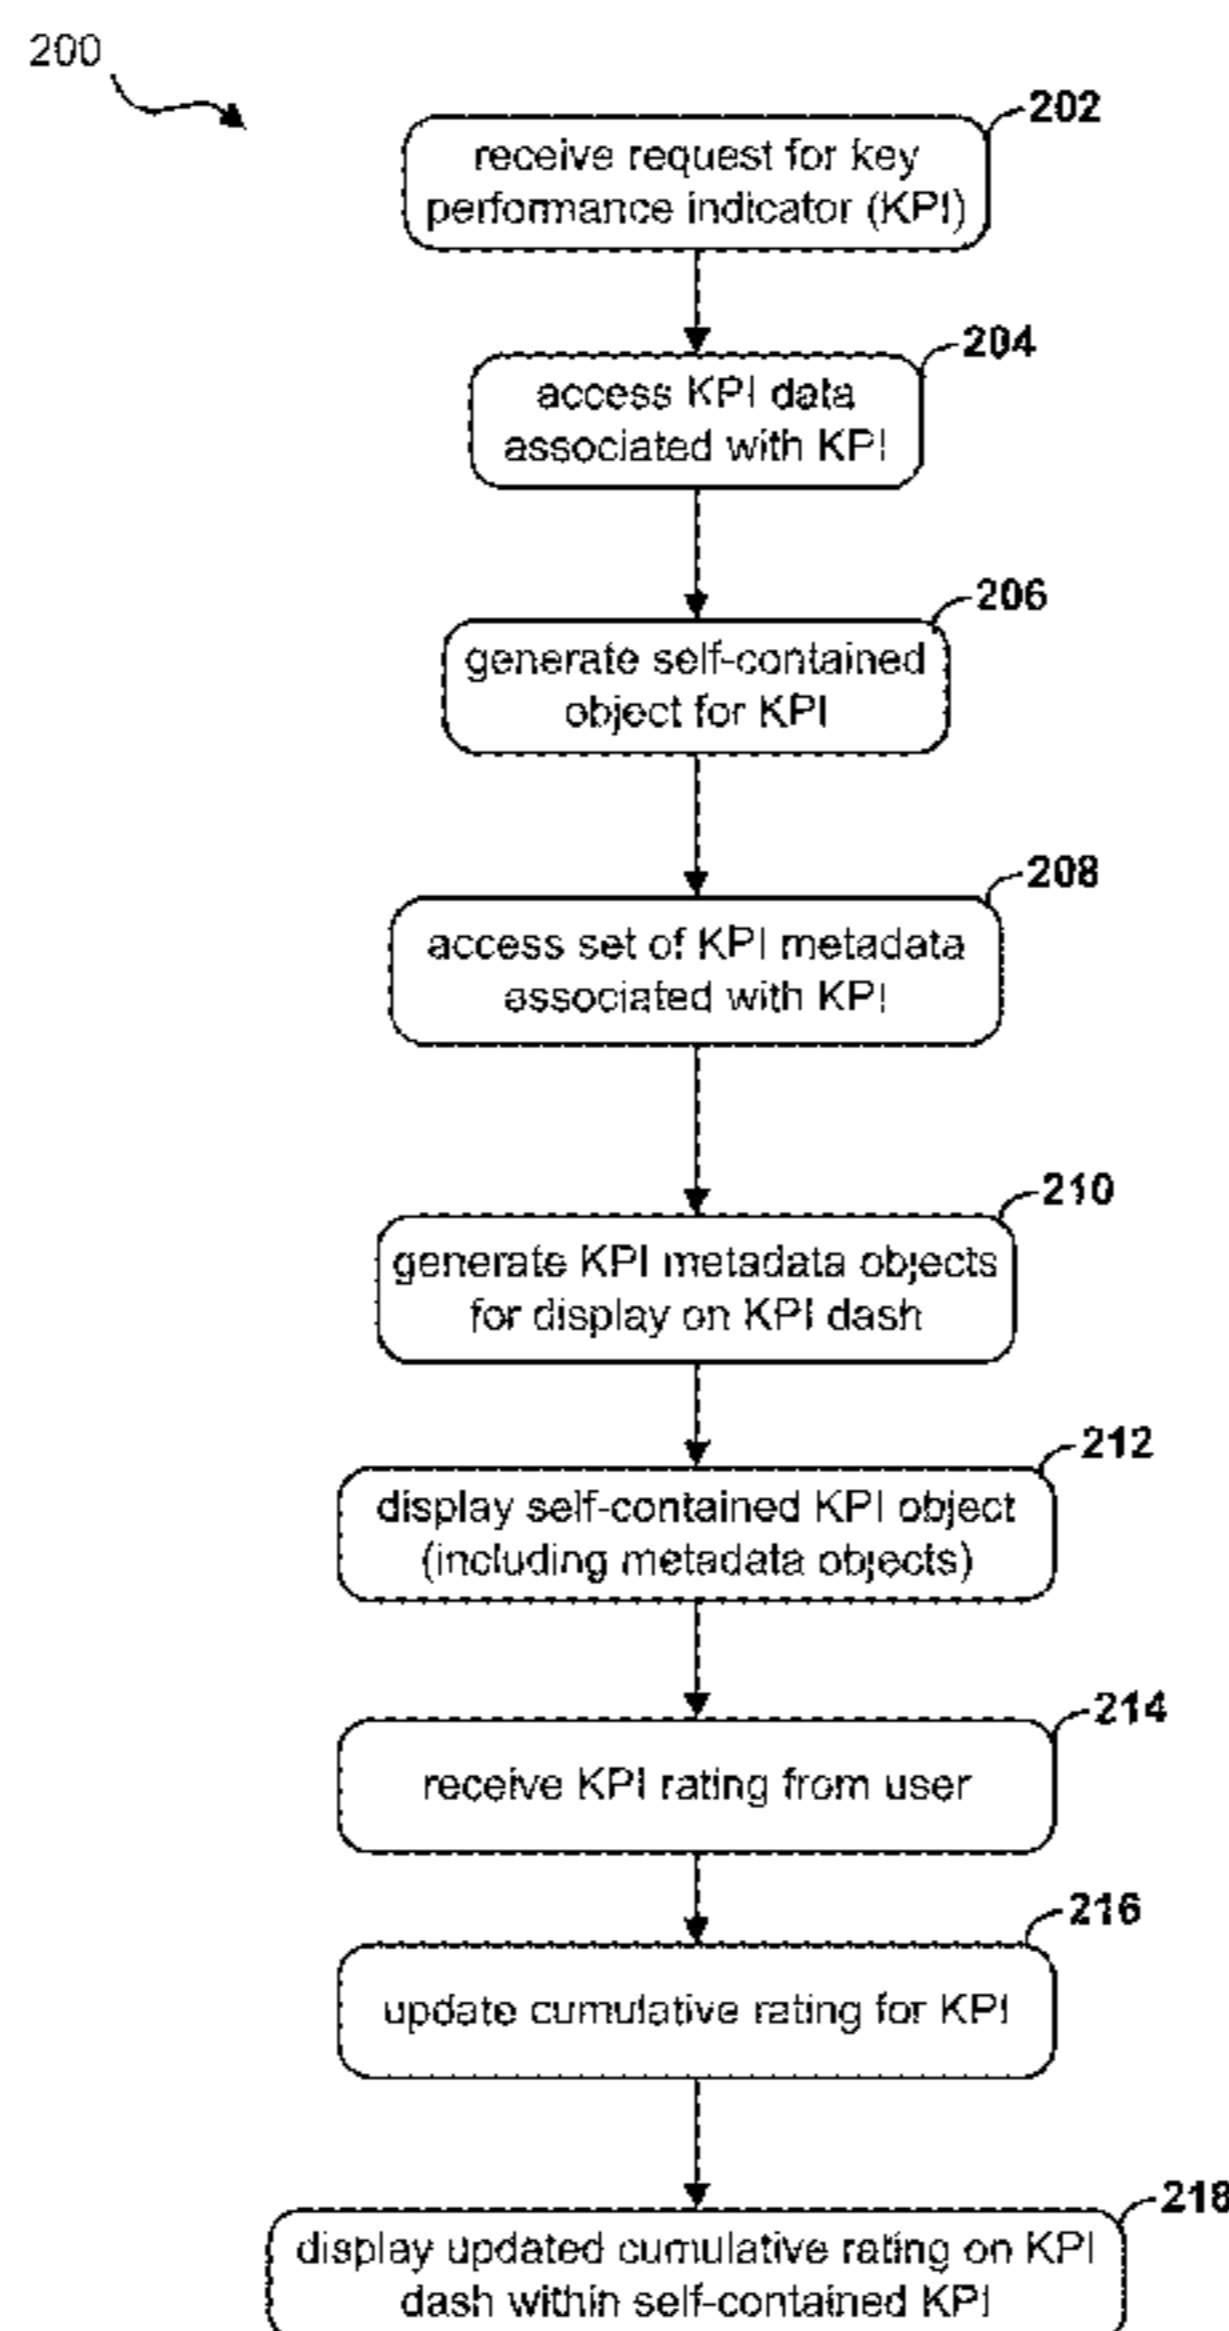 200
202
receive request for key
performance indicator (KPI)
204
access KPI data
associated with KPI
206
generate self-contained
object for KPI
208
access set of KPI metadata
associated with KPI
210
generate KPI metadata objects
for display on KPI dash
212
display self-contained KPI object
(including metadata objects)
214
receive KPI rating from user
216
update cumulative rating for KPI
218
display updated cumulative rating on KPI
dash within self-contained KPI